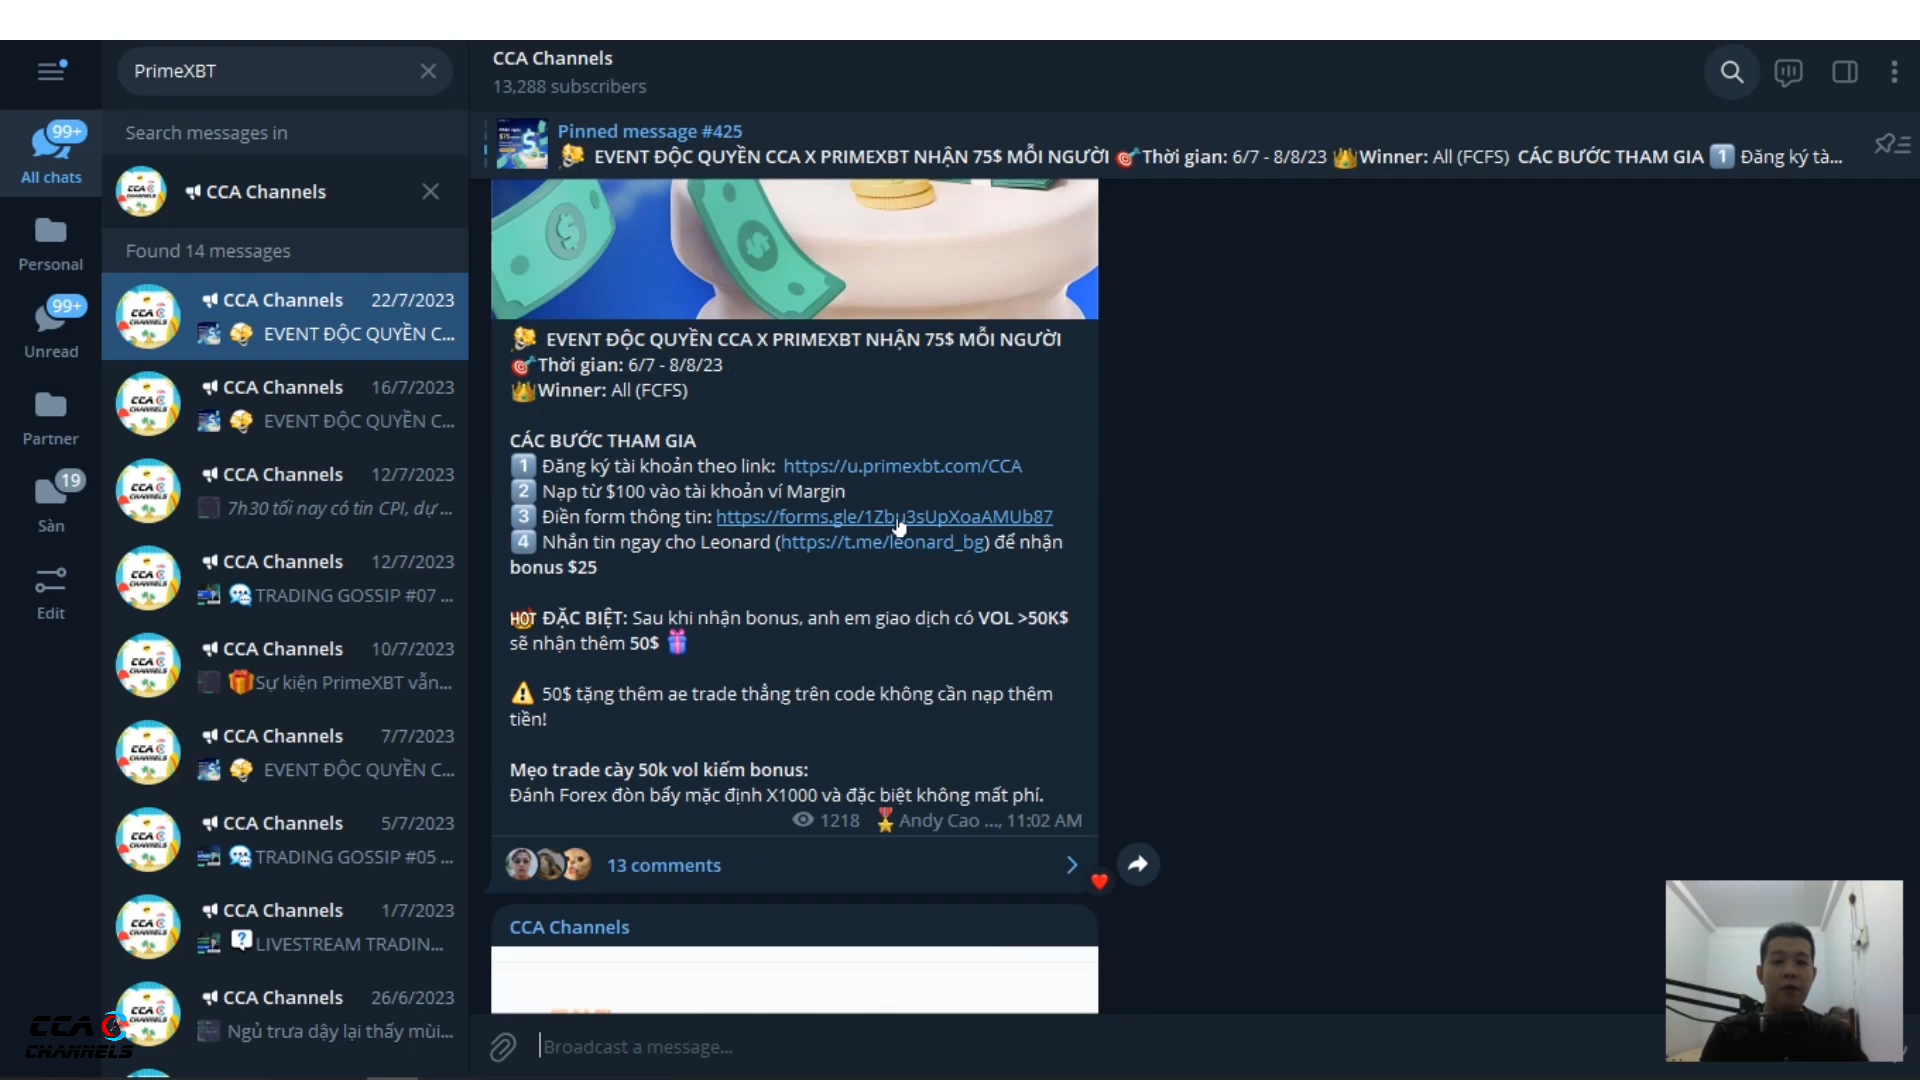 PrimeXBT
Search messages in
CCA Channels
Found 14 messages
99+
All chats
Personal
99+
Unread
Partner
19
Sàn
Edit
CCA Channels 22/7/2023
EVENT ĐỘC QUYỀN C...
CCA Channels 16/7/2023
EVENT ĐỘC QUYỀN C...
CCA Channels 12/7/2023
7h30 tối nay có tin CPI, dự ...
CCA Channels 12/7/2023
TRADING GOSSIP #07 ...
CCA Channels 10/7/2023
Sự kiện PrimeXBT vẫn...
CCA Channels 7/7/2023
EVENT ĐỘC QUYỀN C...
CCA Channels 5/7/2023
TRADING GOSSIP #05 ...
CCA Channels 1/7/2023
LIVESTREAM TRADIN...
CCA Channels 26/6/2023
Ngủ trưa dậy lại thấy mùi...
CCA
CHANNELS
CCA Channels
13,288 subscribers
Pinned message #425
EVENT ĐỘC QUYỀN CCA X PRIMEXBT NHẬN 75$ MỖI NGƯỜI Thời gian: 6/7 - 8/8/23 Winner: All (FCFS) CÁC BƯỚC THAM GIA 1 Đăng ký tà...
EVENT ĐỘC QUYỀN CCA X PRIMEXBT NHẬN 75$ MỖI NGƯỜI
Thời gian: 6/7 - 8/8/23
Winner: All (FCFS)
CÁC BƯỚC THAM GIA
1 Đăng ký tài khoản theo link: https://u.primexbt.com/CCA
2 Nạp từ $100 vào tài khoản ví Margin
3 Điền form thông tin: https://forms.gle/1Zbu3sUpXoaAMUb87
4 Nhắn tin ngay cho Leonard (https://t.me/leonard_bg) để nhận
bonus $25
HOT ĐẶC BIỆT: Sau khi nhận bonus, anh em giao dịch có VOL >50K$
sẽ nhận thêm 50$
50$ tặng thêm ae trade thẳng trên code không cần nạp thêm
tiền!
Mẹo trade cày 50k vol kiếm bonus:
Đánh Forex đòn bẩy mặc định X1000 và đặc biệt không mất phí.
1218 Andy Cao ..., 11:02 AM
13 comments
CCA Channels
Broadcast a message...